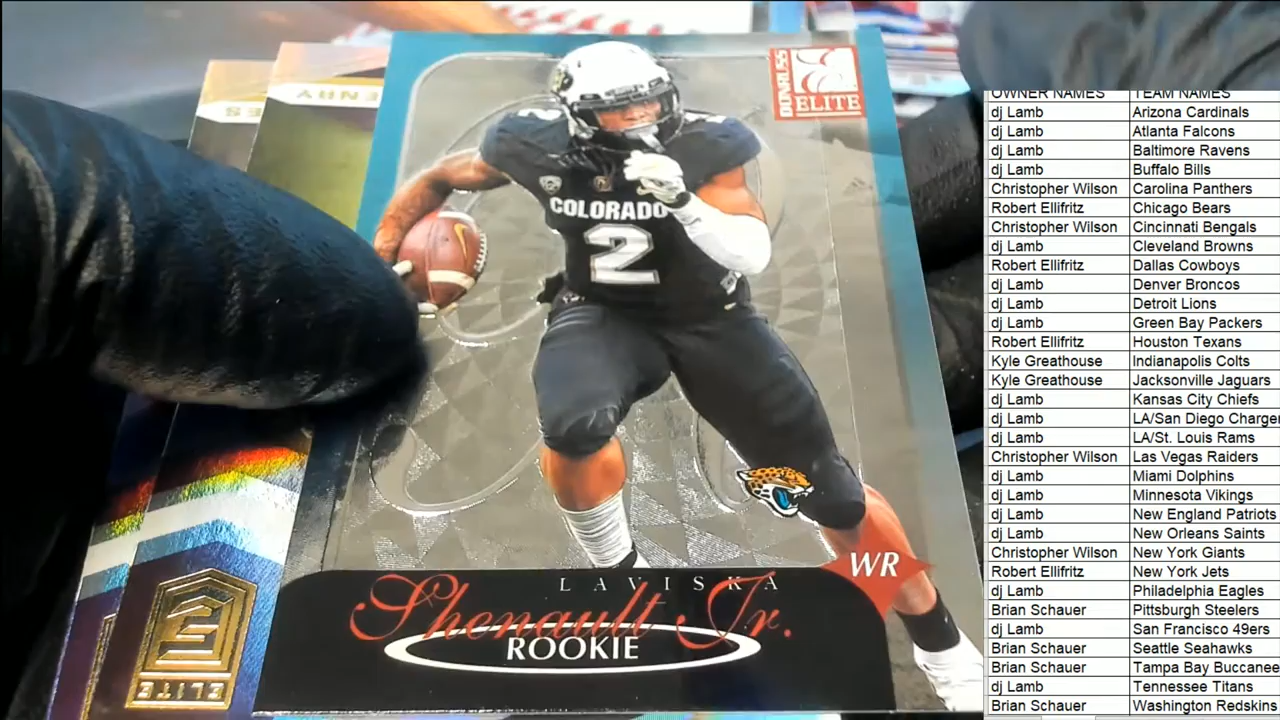 DONRUSS
ELITE
COLORADO
2
LAVISKA
Shenault Jr.
WR
ROOKIE
ELITE
OWNER NAMES TEAM NAMES
dj Lamb Arizona Cardinals
dj Lamb Atlanta Falcons
dj Lamb Baltimore Ravens
dj Lamb Buffalo Bills
Christopher Wilson Carolina Panthers
Robert Ellifritz Chicago Bears
Christopher Wilson Cincinnati Bengals
dj Lamb Cleveland Browns
Robert Ellifritz Dallas Cowboys
dj Lamb Denver Broncos
dj Lamb Detroit Lions
dj Lamb Green Bay Packers
Robert Ellifritz Houston Texans
Kyle Greathouse Indianapolis Colts
Kyle Greathouse Jacksonville Jaguars
dj Lamb Kansas City Chiefs
dj Lamb LA/San Diego Charge
dj Lamb LA/St. Louis Rams
Christopher Wilson Las Vegas Raiders
dj Lamb Miami Dolphins
dj Lamb Minnesota Vikings
dj Lamb New England Patriots
dj Lamb New Orleans Saints
Christopher Wilson New York Giants
Robert Ellifritz New York Jets
dj Lamb Philadelphia Eagles
Brian Schauer Pittsburgh Steelers
dj Lamb San Francisco 49ers
Brian Schauer Seattle Seahawks
Brian Schauer Tampa Bay Buccanee
dj Lamb Tennessee Titans
Brian Schauer Washington Redskins